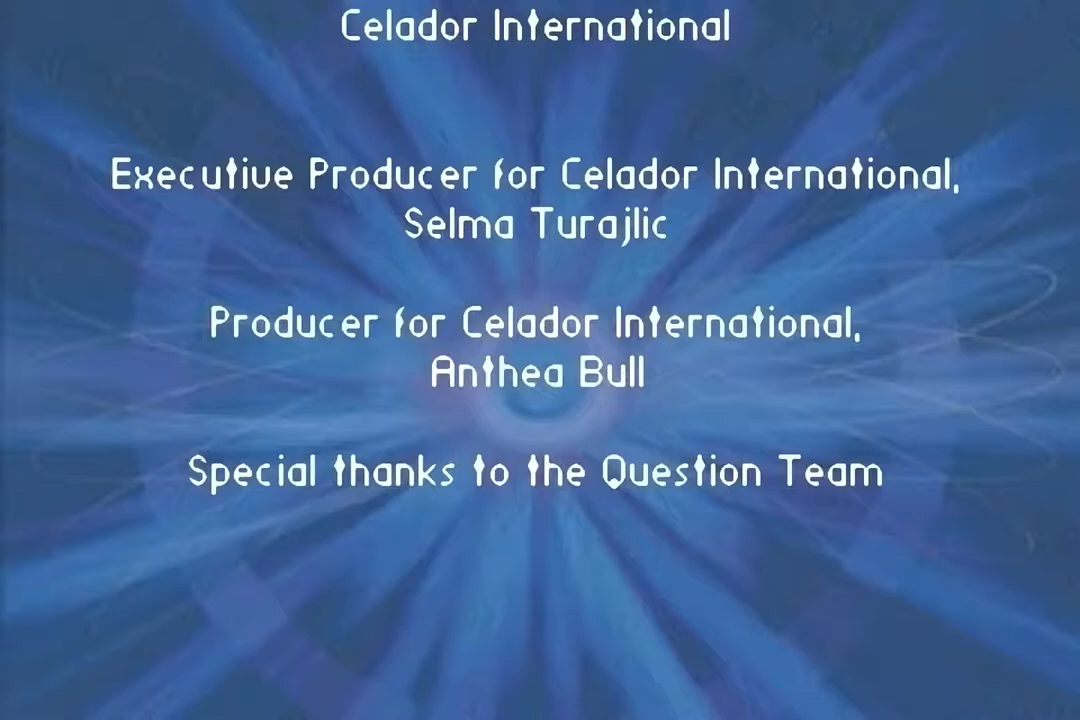 Celador International
Executive Producer for Celador International,
Selma Turajlic
Producer for Celador International,
Anthea Bull
Special thanks to the Question Team